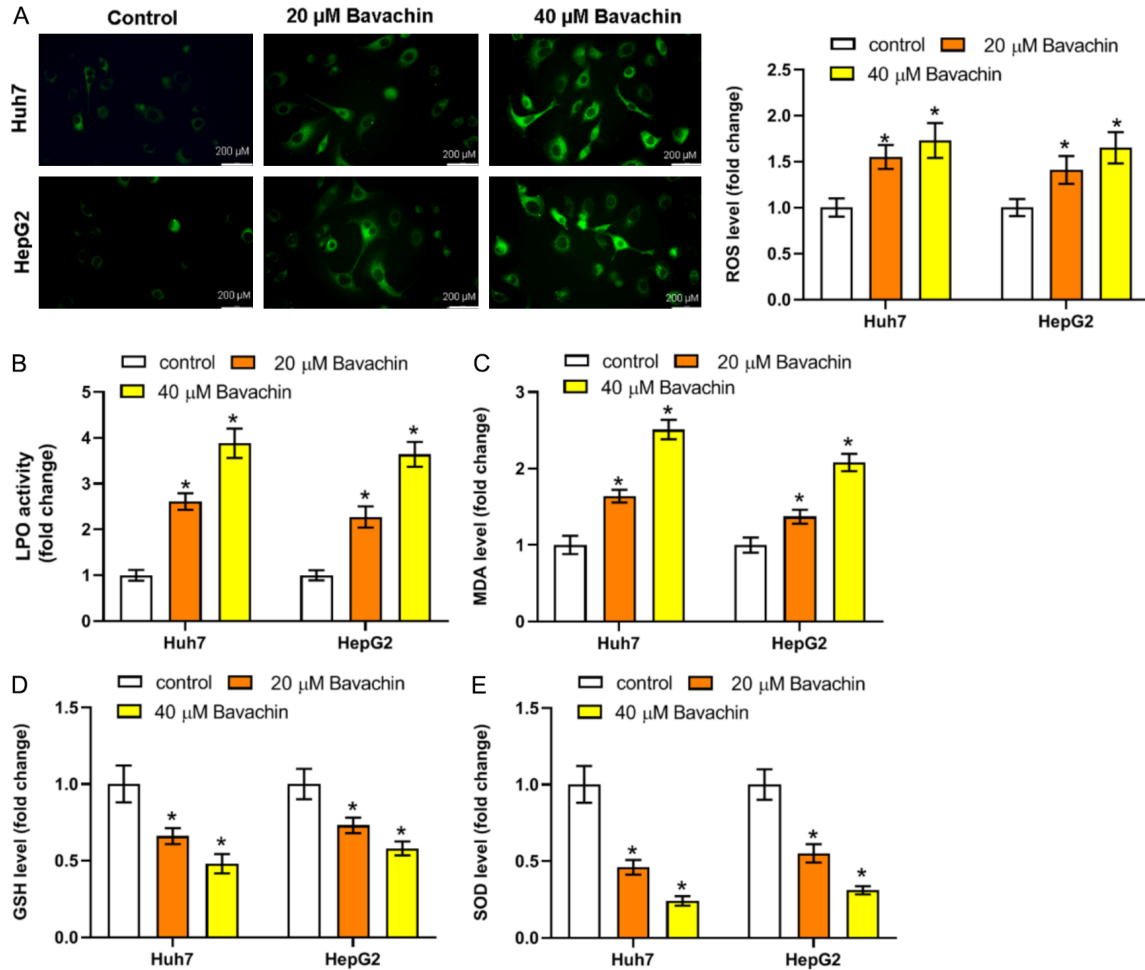 A
Control
20 µM Bavachin
40 µM Bavachin
Huh7
200 µM
200 µM
200 µM
HepG2
200 µM
200 µM
200 µM
control
20 µM Bavachin
40 µM Bavachin
ROS level (fold change)
2.5
2.0
1.5
1.0
0.5
0.0
* * * *
Huh7 HepG2
B
control
20 µM Bavachin
40 µM Bavachin
LPO activity
(fold change)
5
4
3
2
1
0
* * * *
Huh7 HepG2
C
control
20 µM Bavachin
40 µM Bavachin
MDA level (fold change)
3
2
1
0
* * * *
Huh7 HepG2
D
control
20 µM Bavachin
40 µM Bavachin
GSH level (fold change)
1.5
1.0
0.5
0.0
* * * *
Huh7 HepG2
E
control
20 µM Bavachin
40 µM Bavachin
SOD level (fold change)
1.5
1.0
0.5
0.0
* * * *
Huh7 HepG2